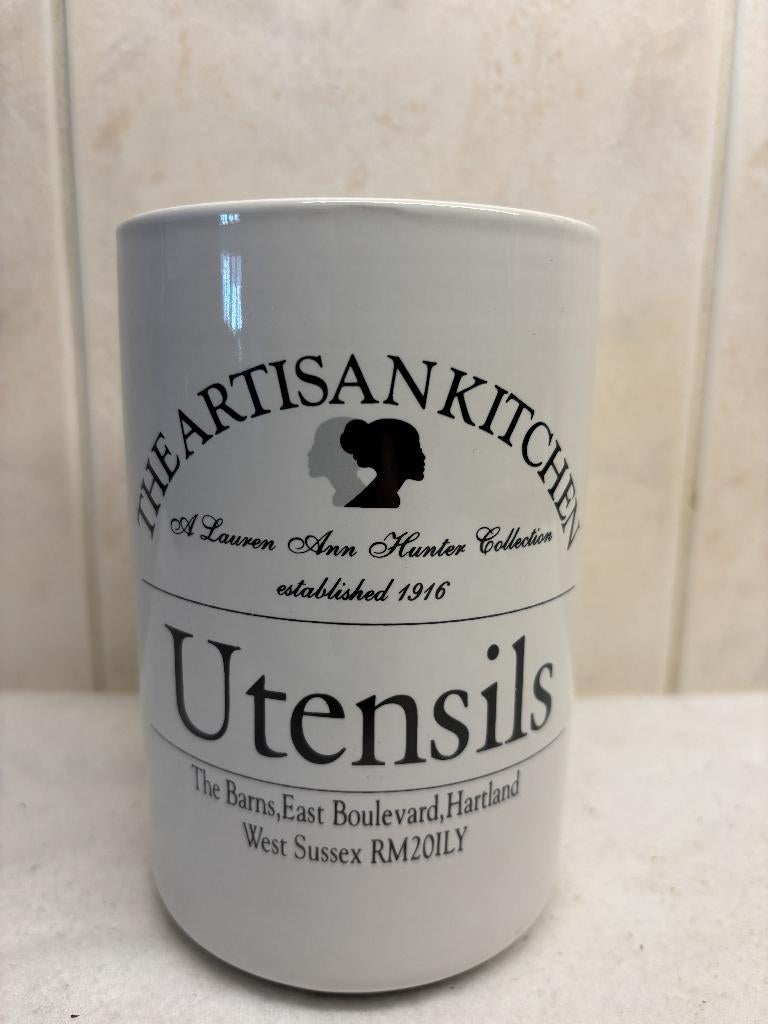 THE ARTISAN KITCHEN
A Lauren Ann Hunter Collection
established 1916
Utensils
The Barns,East Boulevard,Hartland
West Sussex RM20ILY